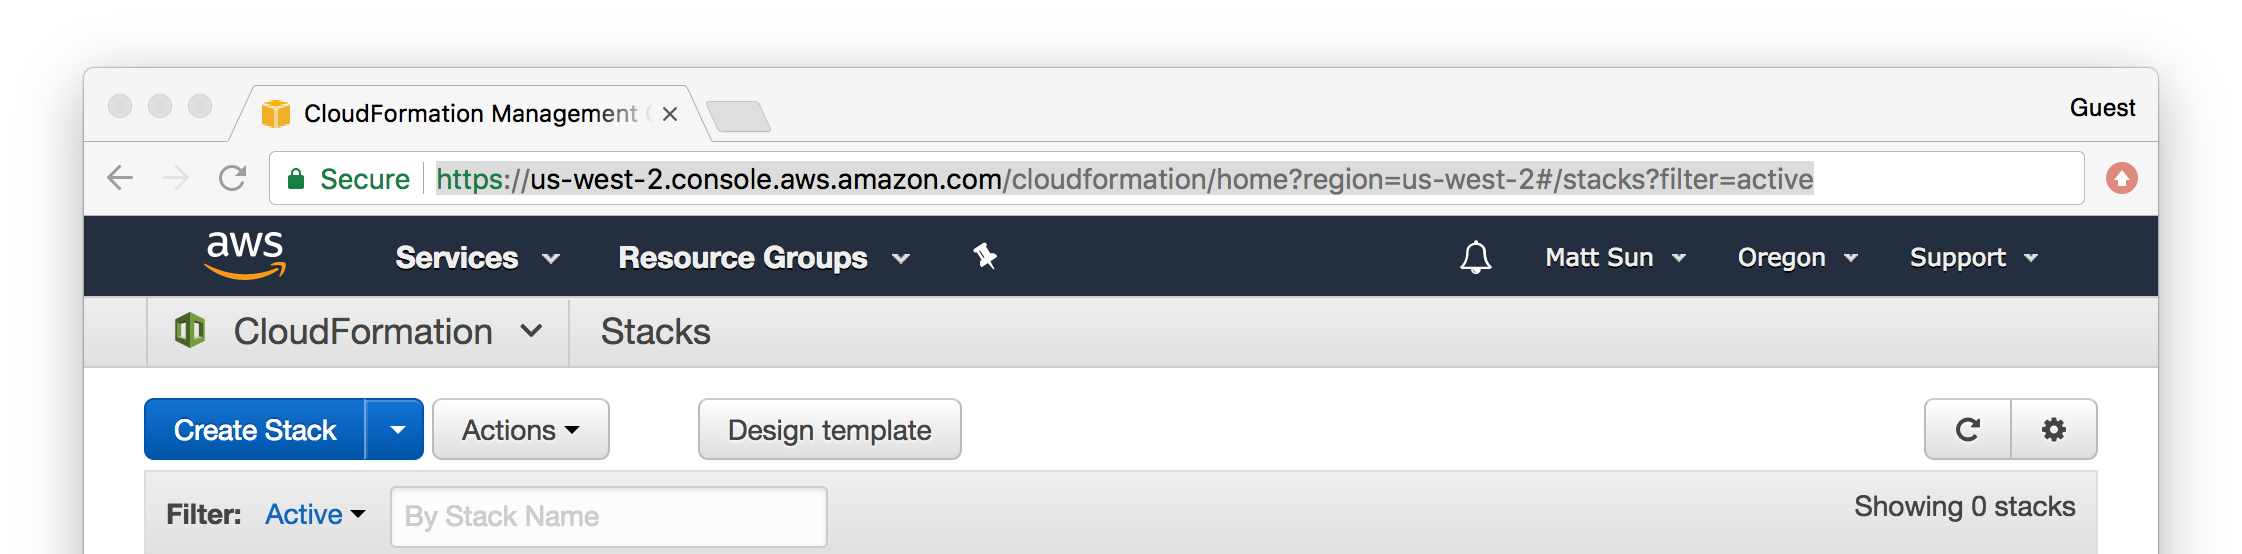 CloudFormation Management
Guest
Secure https://us-west-2.console.aws.amazon.com/cloudformation/home?region=us-west-2#/stacks?filter=active
aws Services Resource Groups Matt Sun Oregon Support
CloudFormation Stacks
Create Stack Actions Design template
Filter: Active By Stack Name Showing 0 stacks